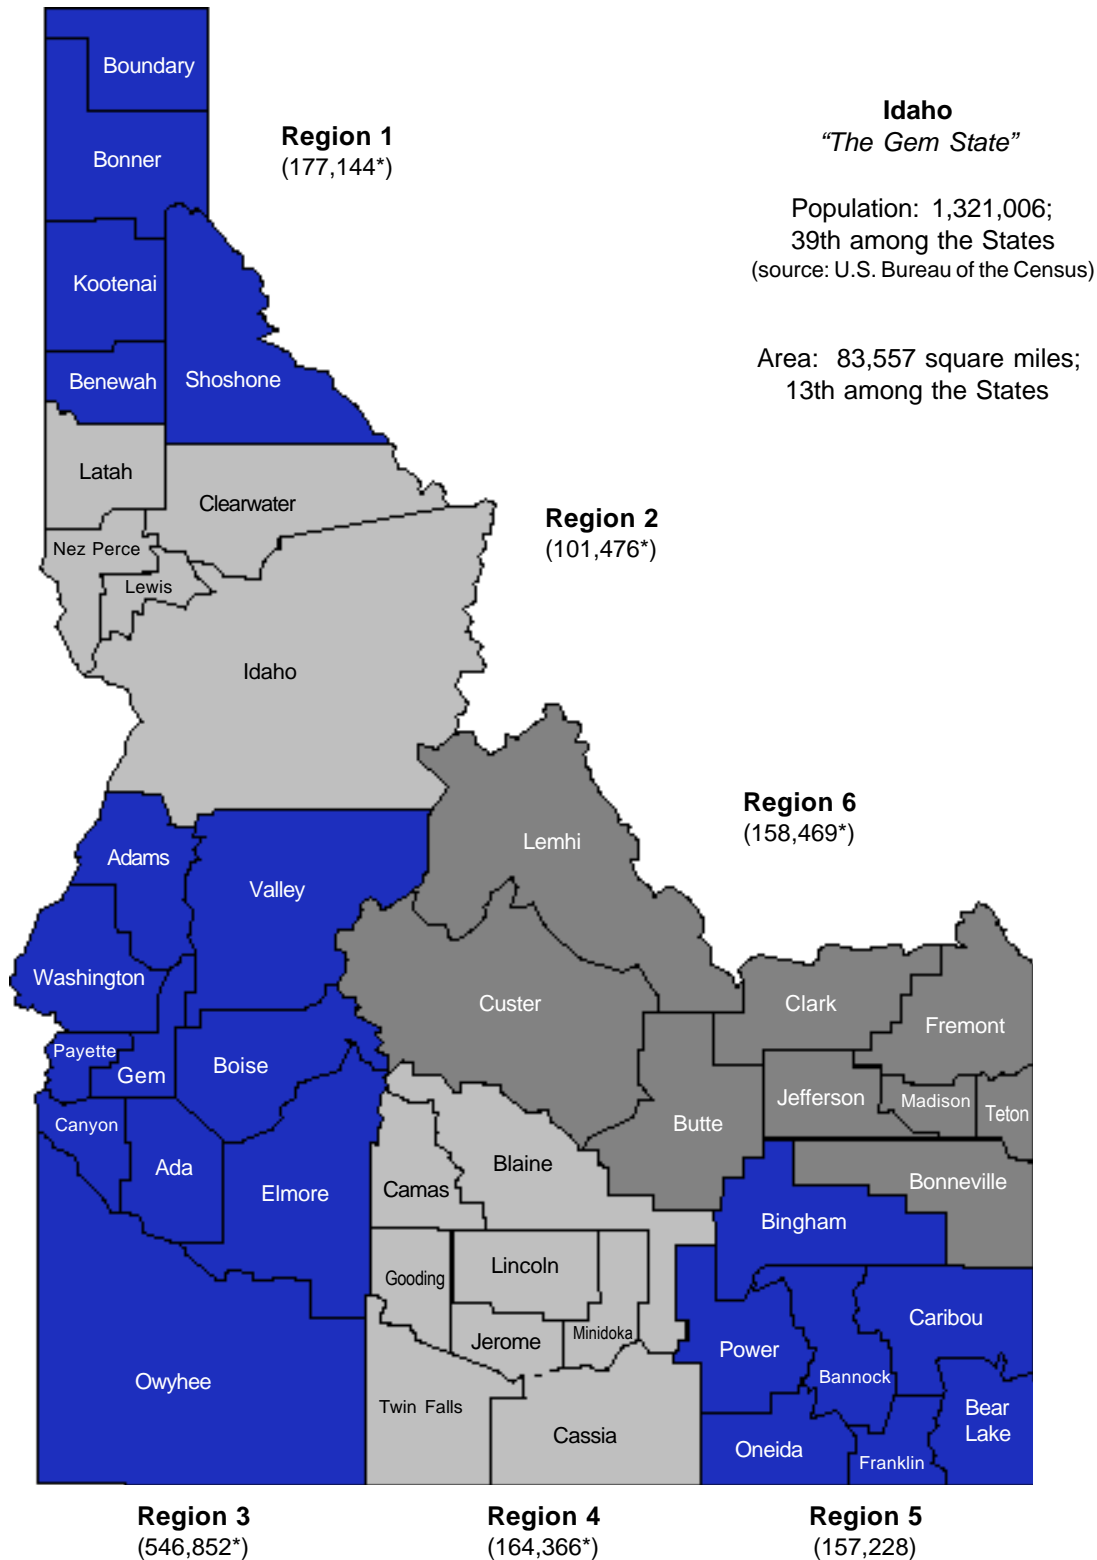 Boundary
Bonner
Region 1
(177,144*)
Idaho
“The Gem State”
Population: 1,321,006;
39th among the States
(source: U.S. Bureau of the Census)
Area: 83,557 square miles;
13th among the States
Kootenai
Benewah
Shoshone
Latah
Clearwater
Nez Perce
Lewis
Idaho
Region 2
(101,476*)
Region 6
(158,469*)
Lemhi
Adams
Valley
Washington
Custer
Clark
Fremont
Payette
Gem
Boise
Butte
Jefferson
Madison
Teton
Canyon
Ada
Elmore
Camas
Blaine
Bonneville
Bingham
Gooding
Lincoln
Jerome
Minidoka
Power
Caribou
Bannock
Owyhee
Twin Falls
Cassia
Oneida
Franklin
Bear
Lake
Region 3
(546,852*)
Region 4
(164,366*)
Region 5
(157,228)